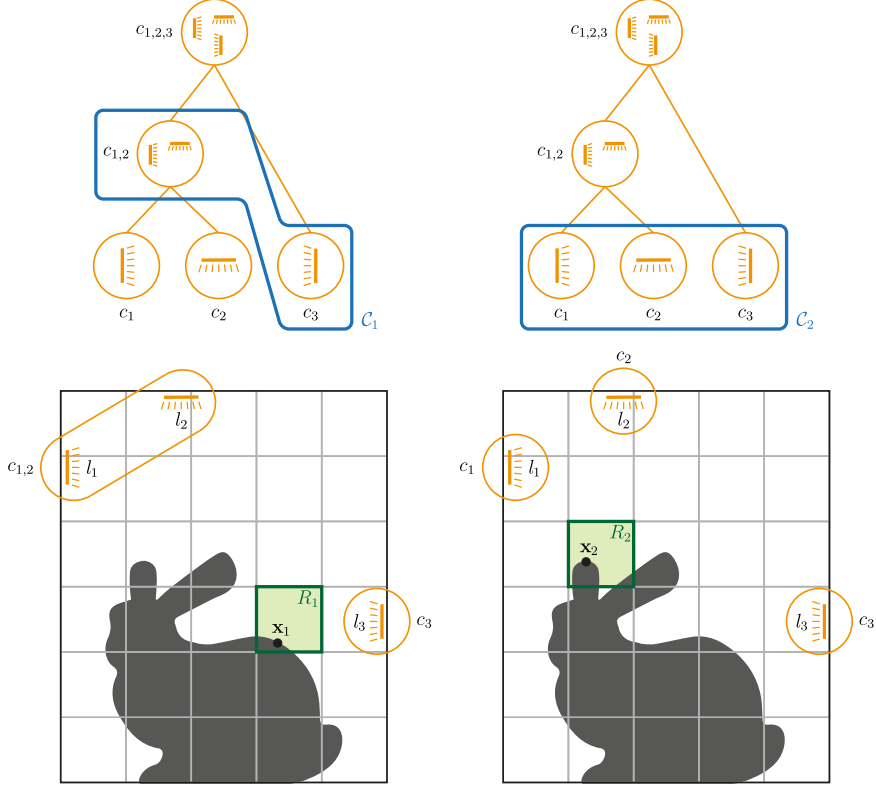 c₁,₂,₃
c₁,₂
c₁ c₂ c₃ 𝒞₁
c₁,₂,₃
c₁,₂
c₁ c₂ c₃ 𝒞₂
l₂
c₁,₂ l₁
R₁
x₁
l₃ c₃
c₂
l₂
c₁ l₁
R₂
x₂
l₃ c₃